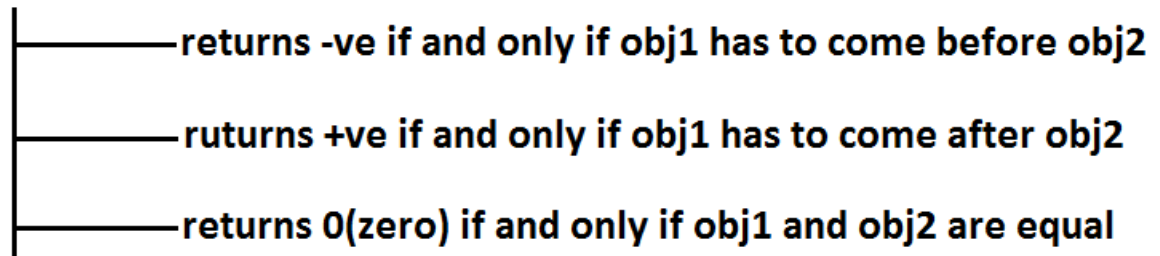 returns -ve if and only if obj1 has to come before obj2
ruturns +ve if and only if obj1 has to come after obj2
returns 0(zero) if and only if obj1 and obj2 are equal